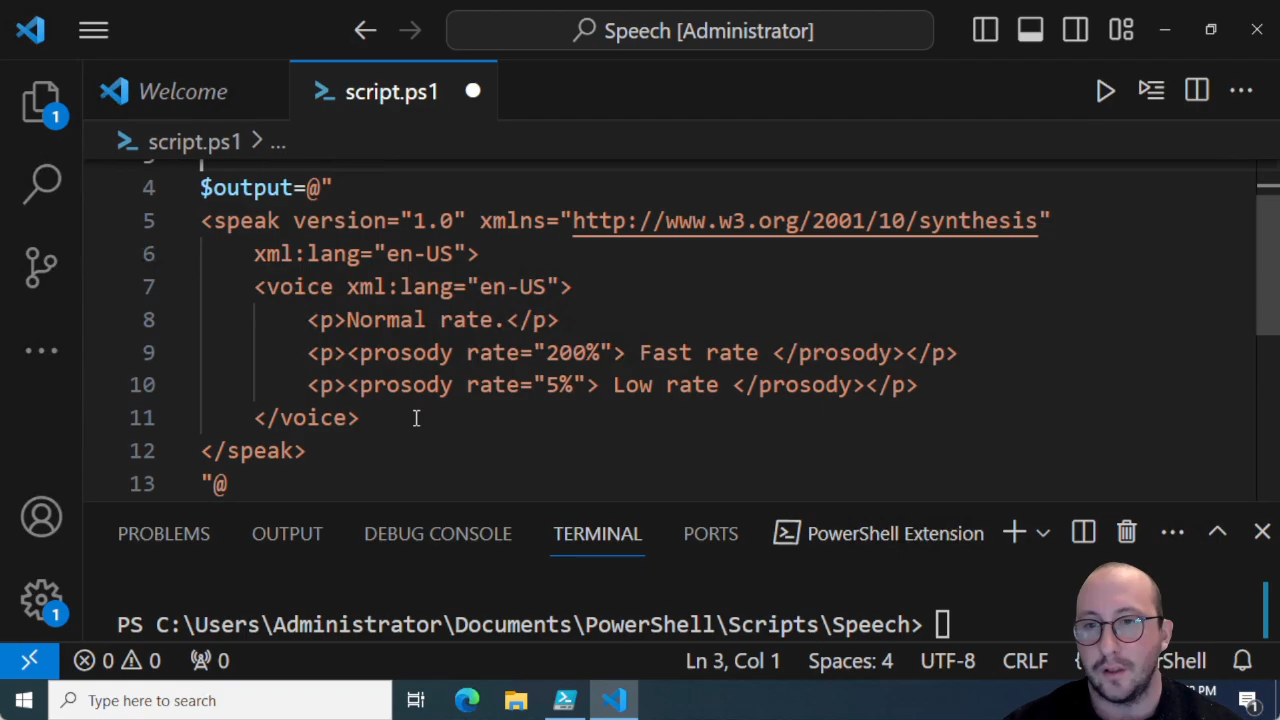 Speech [Administrator]
Welcome
script.ps1
script.ps1 > ...
4 $output=@"
5 <speak version="1.0" xmlns="http://www.w3.org/2001/10/synthesis"
6 xml:lang="en-US">
7 <voice xml:lang="en-US">
8 <p>Normal rate.</p>
9 <p><prosody rate="200%"> Fast rate </prosody></p>
10 <p><prosody rate="5%"> Low rate </prosody></p>
11 </voice>
12 </speak>
13 "@
1
PROBLEMS OUTPUT DEBUG CONSOLE TERMINAL PORTS PowerShell Extension
PS C:\Users\Administrator\Documents\PowerShell\Scripts\Speech>
1
0 0 0 Ln 3, Col 1 Spaces: 4 UTF-8 CRLF
Type here to search
PM
1